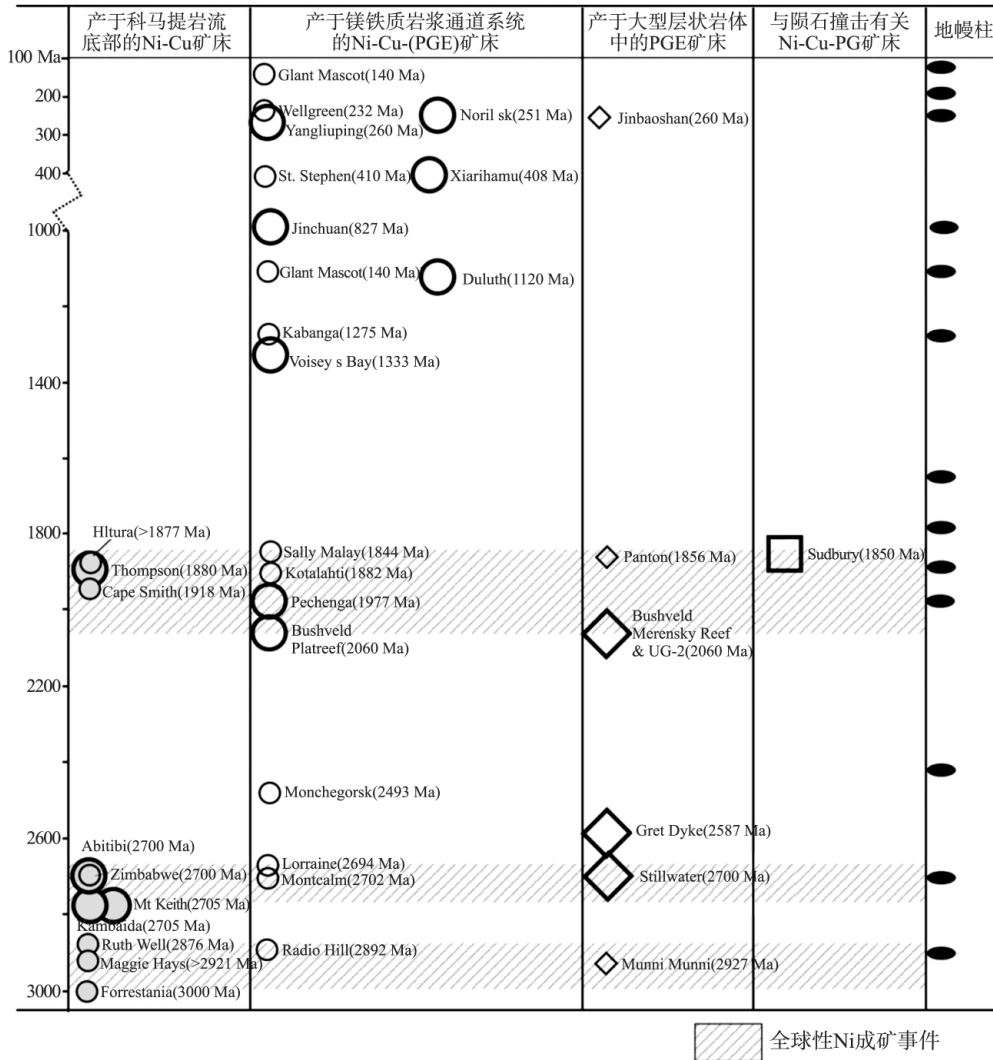 产于科马提岩流
底部的Ni-Cu矿床
产于镁铁质岩浆通道系统
的Ni-Cu-(PGE)矿床
产于大型层状岩体
中的PGE矿床
与陨石撞击有关
Ni-Cu-PG矿床
地幔柱
100 Ma
200
300
400
1000
1400
1800
2200
2600
3000
Hltura(>1877 Ma)
Thompson(1880 Ma)
Cape Smith(1918 Ma)
Abitibi(2700 Ma)
Zimbabwe(2700 Ma)
Mt Keith(2705 Ma)
Kambaida(2705 Ma)
Ruth Well(2876 Ma)
Maggie Hays(>2921 Ma)
Forrestania(3000 Ma)
Glant Mascot(140 Ma)
Wellgreen(232 Ma)
Yangliuping(260 Ma)
Noril sk(251 Ma)
St. Stephen(410 Ma)
Xiarihamu(408 Ma)
Jinchuan(827 Ma)
Glant Mascot(140 Ma)
Duluth(1120 Ma)
Kabanga(1275 Ma)
Voisey s Bay(1333 Ma)
Sally Malay(1844 Ma)
Kotalahti(1882 Ma)
Pechenga(1977 Ma)
Bushveld
Platreef(2060 Ma)
Monchegorsk(2493 Ma)
Lorraine(2694 Ma)
Montcalm(2702 Ma)
Radio Hill(2892 Ma)
Jinbaoshan(260 Ma)
Panton(1856 Ma)
Bushveld
Merensky Reef
& UG-2(2060 Ma)
Gret Dyke(2587 Ma)
Stillwater(2700 Ma)
Munni Munni(2927 Ma)
Sudbury(1850 Ma)
全球性Ni成矿事件